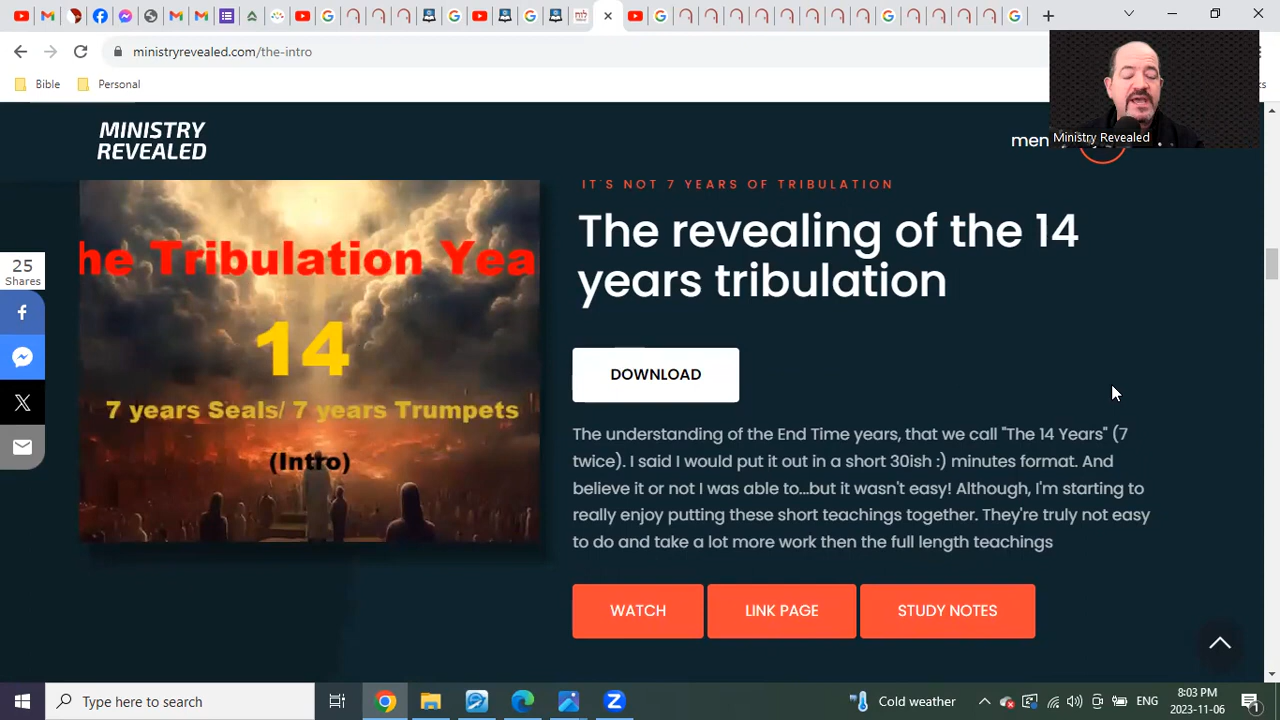 ministryrevealed.com/the-intro
Bible
Personal
MINISTRY
REVEALED
men
Ministry Revealed
25
Shares
he Tribulation Yea
14
7 years Seals/ 7 years Trumpets
(Intro)
IT'S NOT 7 YEARS OF TRIBULATION
The revealing of the 14
years tribulation
DOWNLOAD
The understanding of the End Time years, that we call "The 14 Years" (7
twice). I said I would put it out in a short 30ish :) minutes format. And
believe it or not I was able to...but it wasn't easy! Although, I'm starting to
really enjoy putting these short teachings together. They're truly not easy
to do and take a lot more work then the full length teachings
WATCH
LINK PAGE
STUDY NOTES
Type here to search
Cold weather
ENG
8:03 PM
2023-11-06